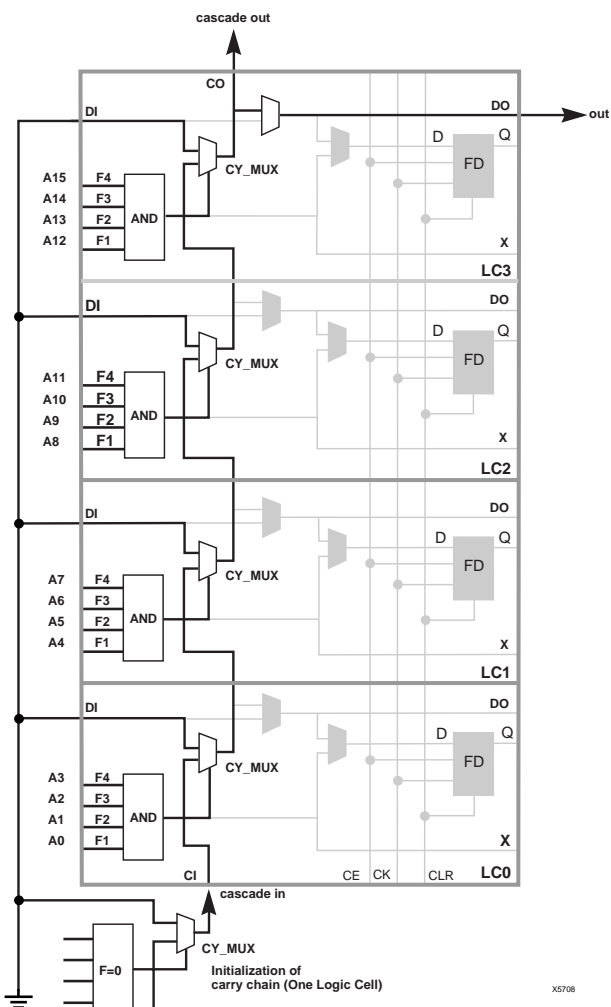 cascade out
CO
DI
DO
out
D
Q
FD
CY_MUX
A15 F4
A14 F3
A13 F2
A12 F1
AND
X
LC3
DI
DO
D
Q
FD
CY_MUX
A11 F4
A10 F3
A9 F2
A8 F1
AND
X
LC2
DI
DO
D
Q
FD
CY_MUX
A7 F4
A6 F3
A5 F2
A4 F1
AND
X
LC1
DI
DO
D
Q
FD
CY_MUX
A3 F4
A2 F3
A1 F2
A0 F1
AND
X
CI
CE CK CLR LC0
cascade in
CY_MUX
F=0
Initialization of
carry chain (One Logic Cell)
X5708